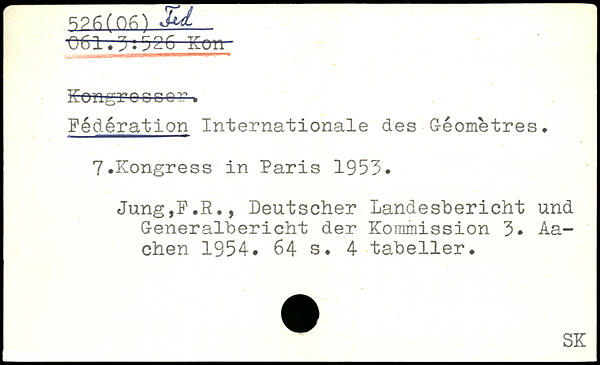 526(06) Fed
061.3:526 Kon
Kongresser.
Fédération Internationale des Géomètres.
7.Kongress in Paris 1953.
Jung,F.R., Deutscher Landesbericht und
Generalbericht der Kommission 3. Aa-
chen 1954. 64 s. 4 tabeller.
SK